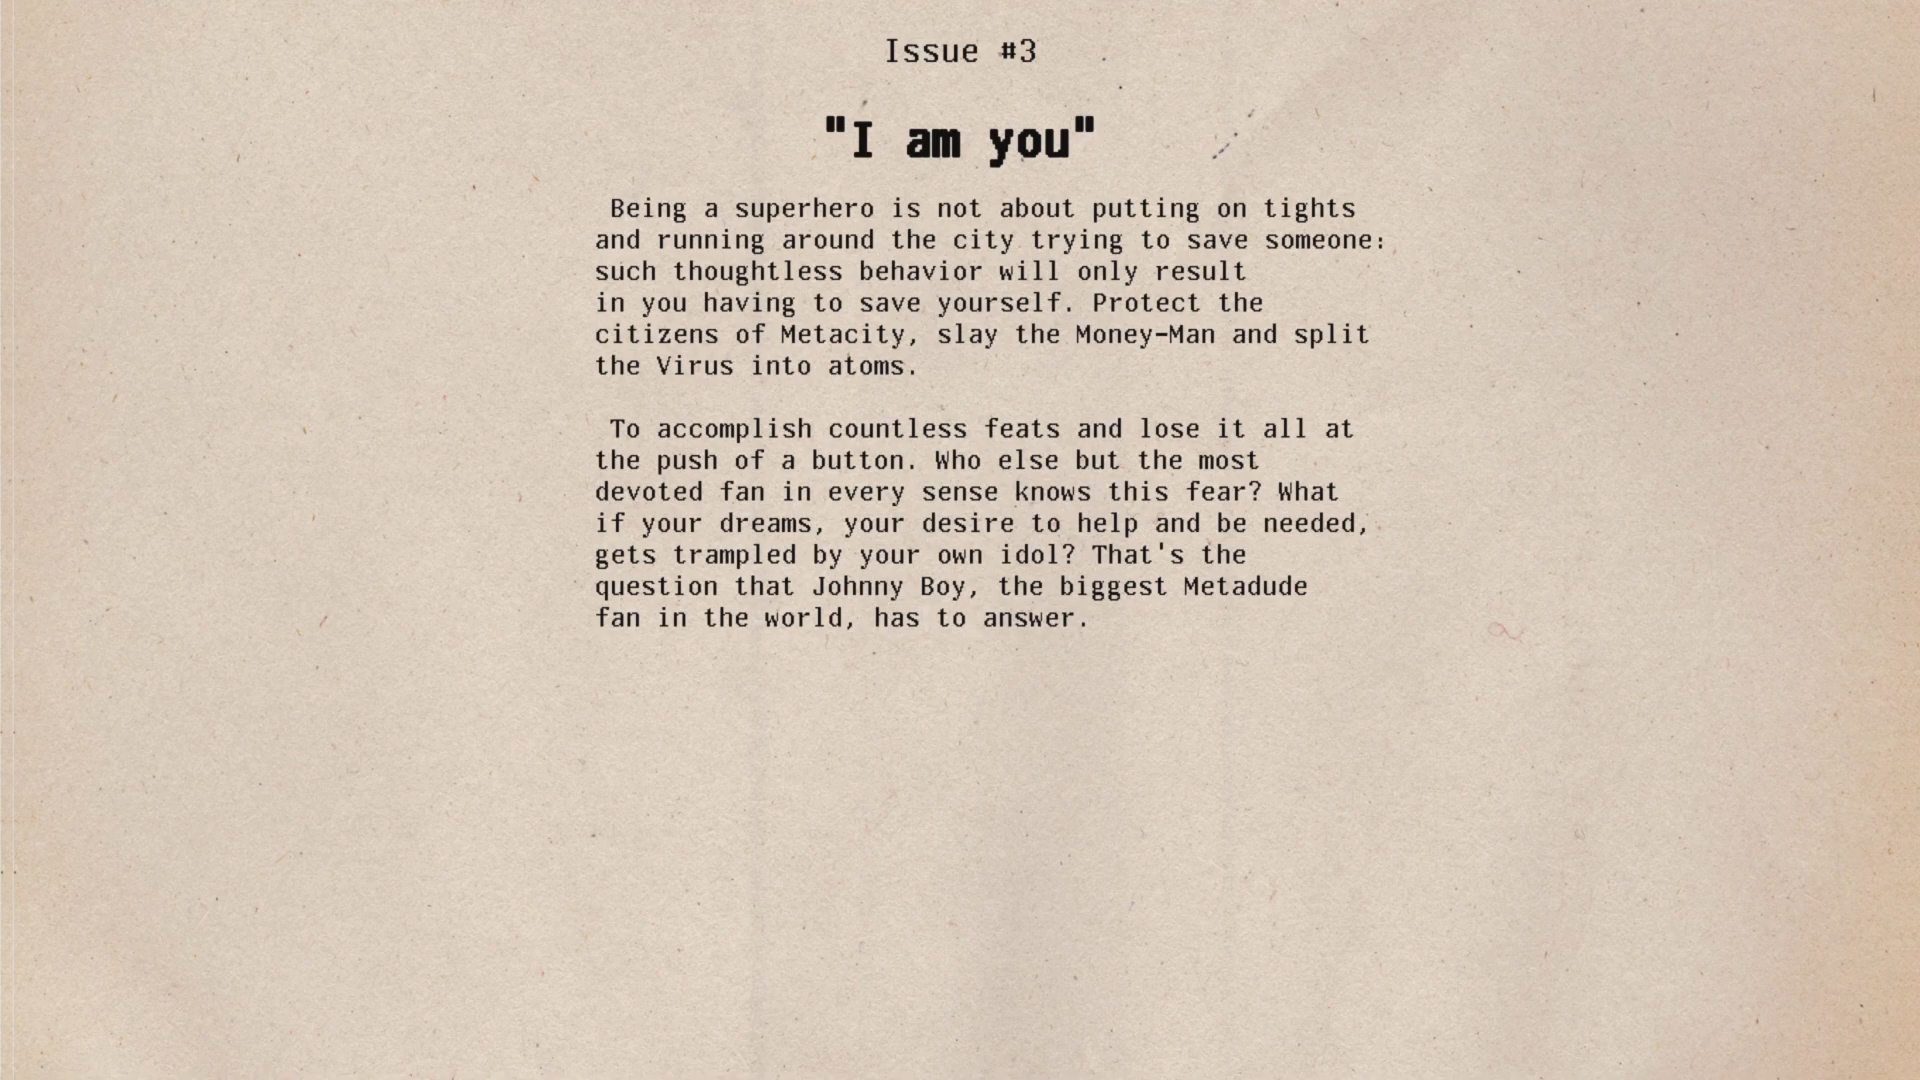 Issue #3
"I am you"
Being a superhero is not about putting on tights
and running around the city trying to save someone:
such thoughtless behavior will only result
in you having to save yourself. Protect the
citizens of Metacity, slay the Money-Man and split
the Virus into atoms.
To accomplish countless feats and lose it all at
the push of a button. Who else but the most
devoted fan in every sense knows this fear? What
if your dreams, your desire to help and be needed,
gets trampled by your own idol? That's the
question that Johnny Boy, the biggest Metadude
fan in the world, has to answer.